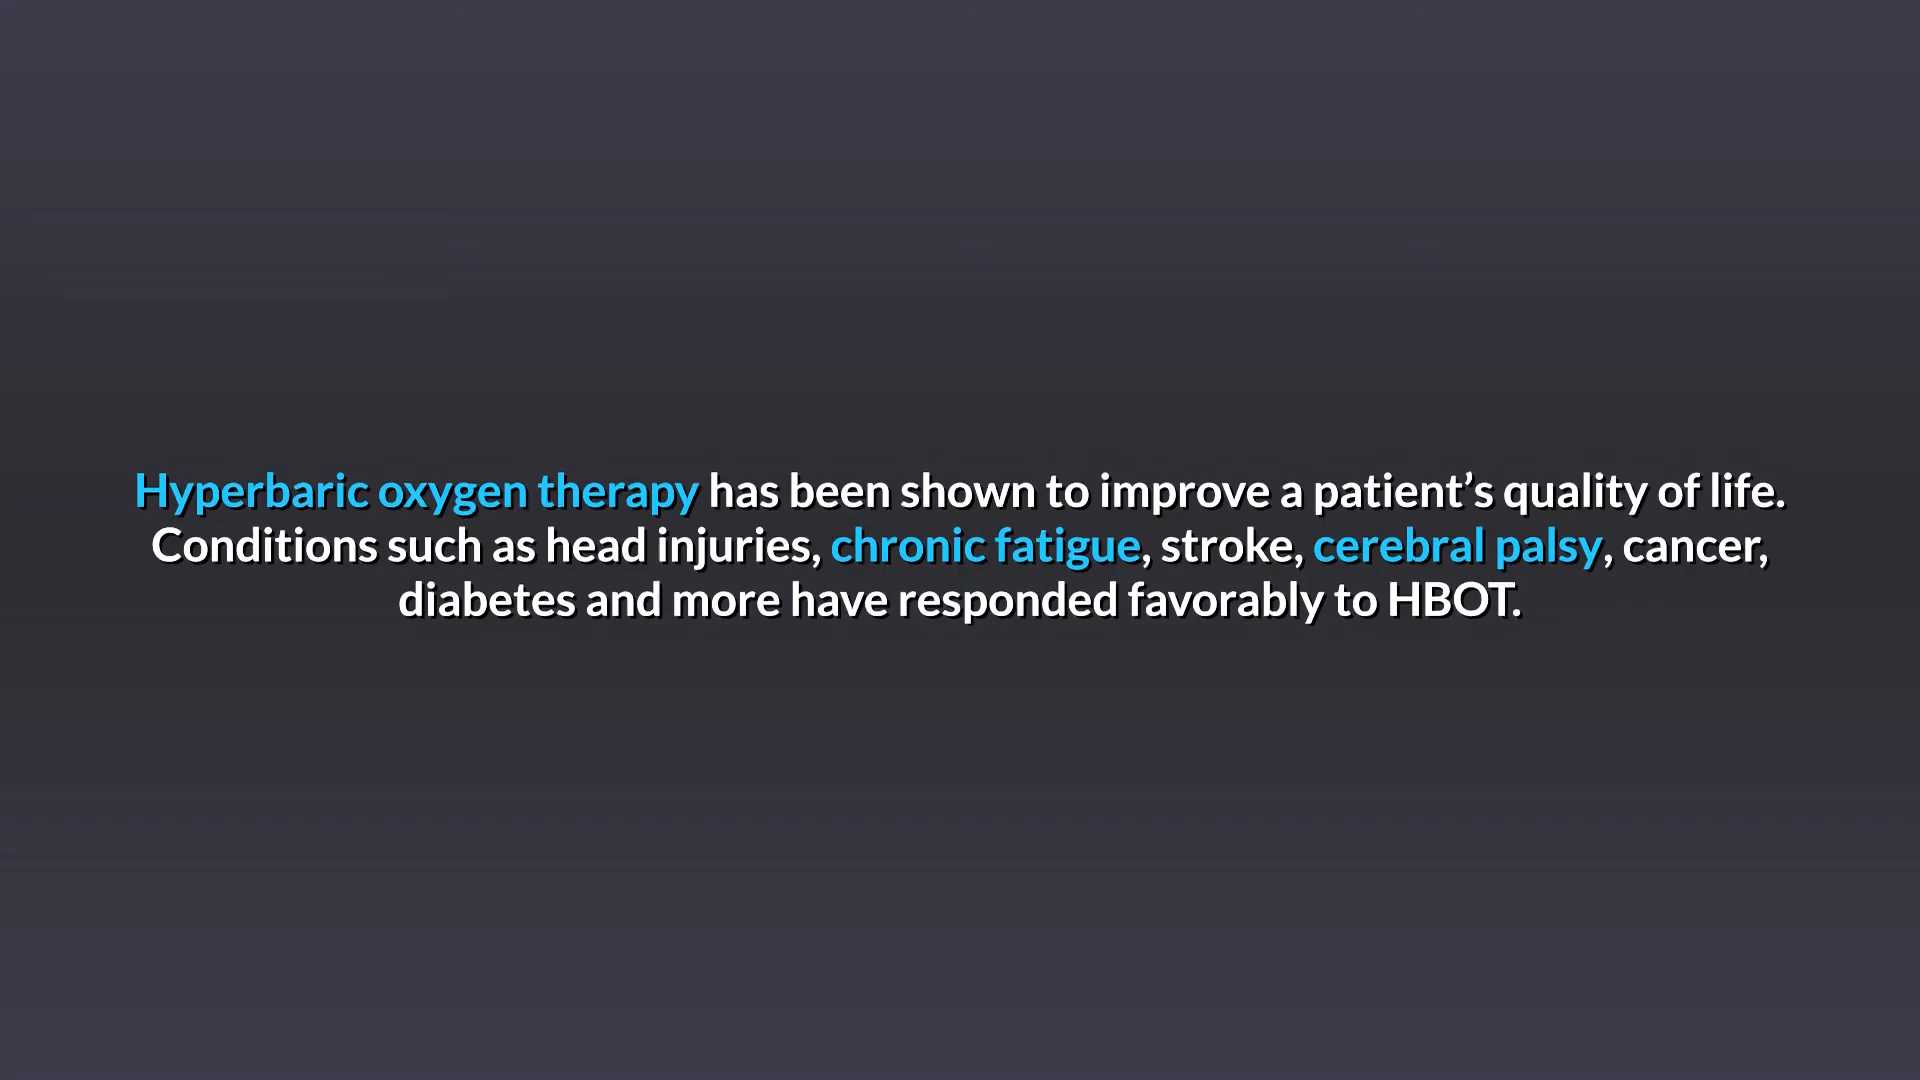 Hyperbaric oxygen therapy has been shown to improve a patient’s quality of life.
Conditions such as head injuries, chronic fatigue, stroke, cerebral palsy, cancer,
diabetes and more have responded favorably to HBOT.